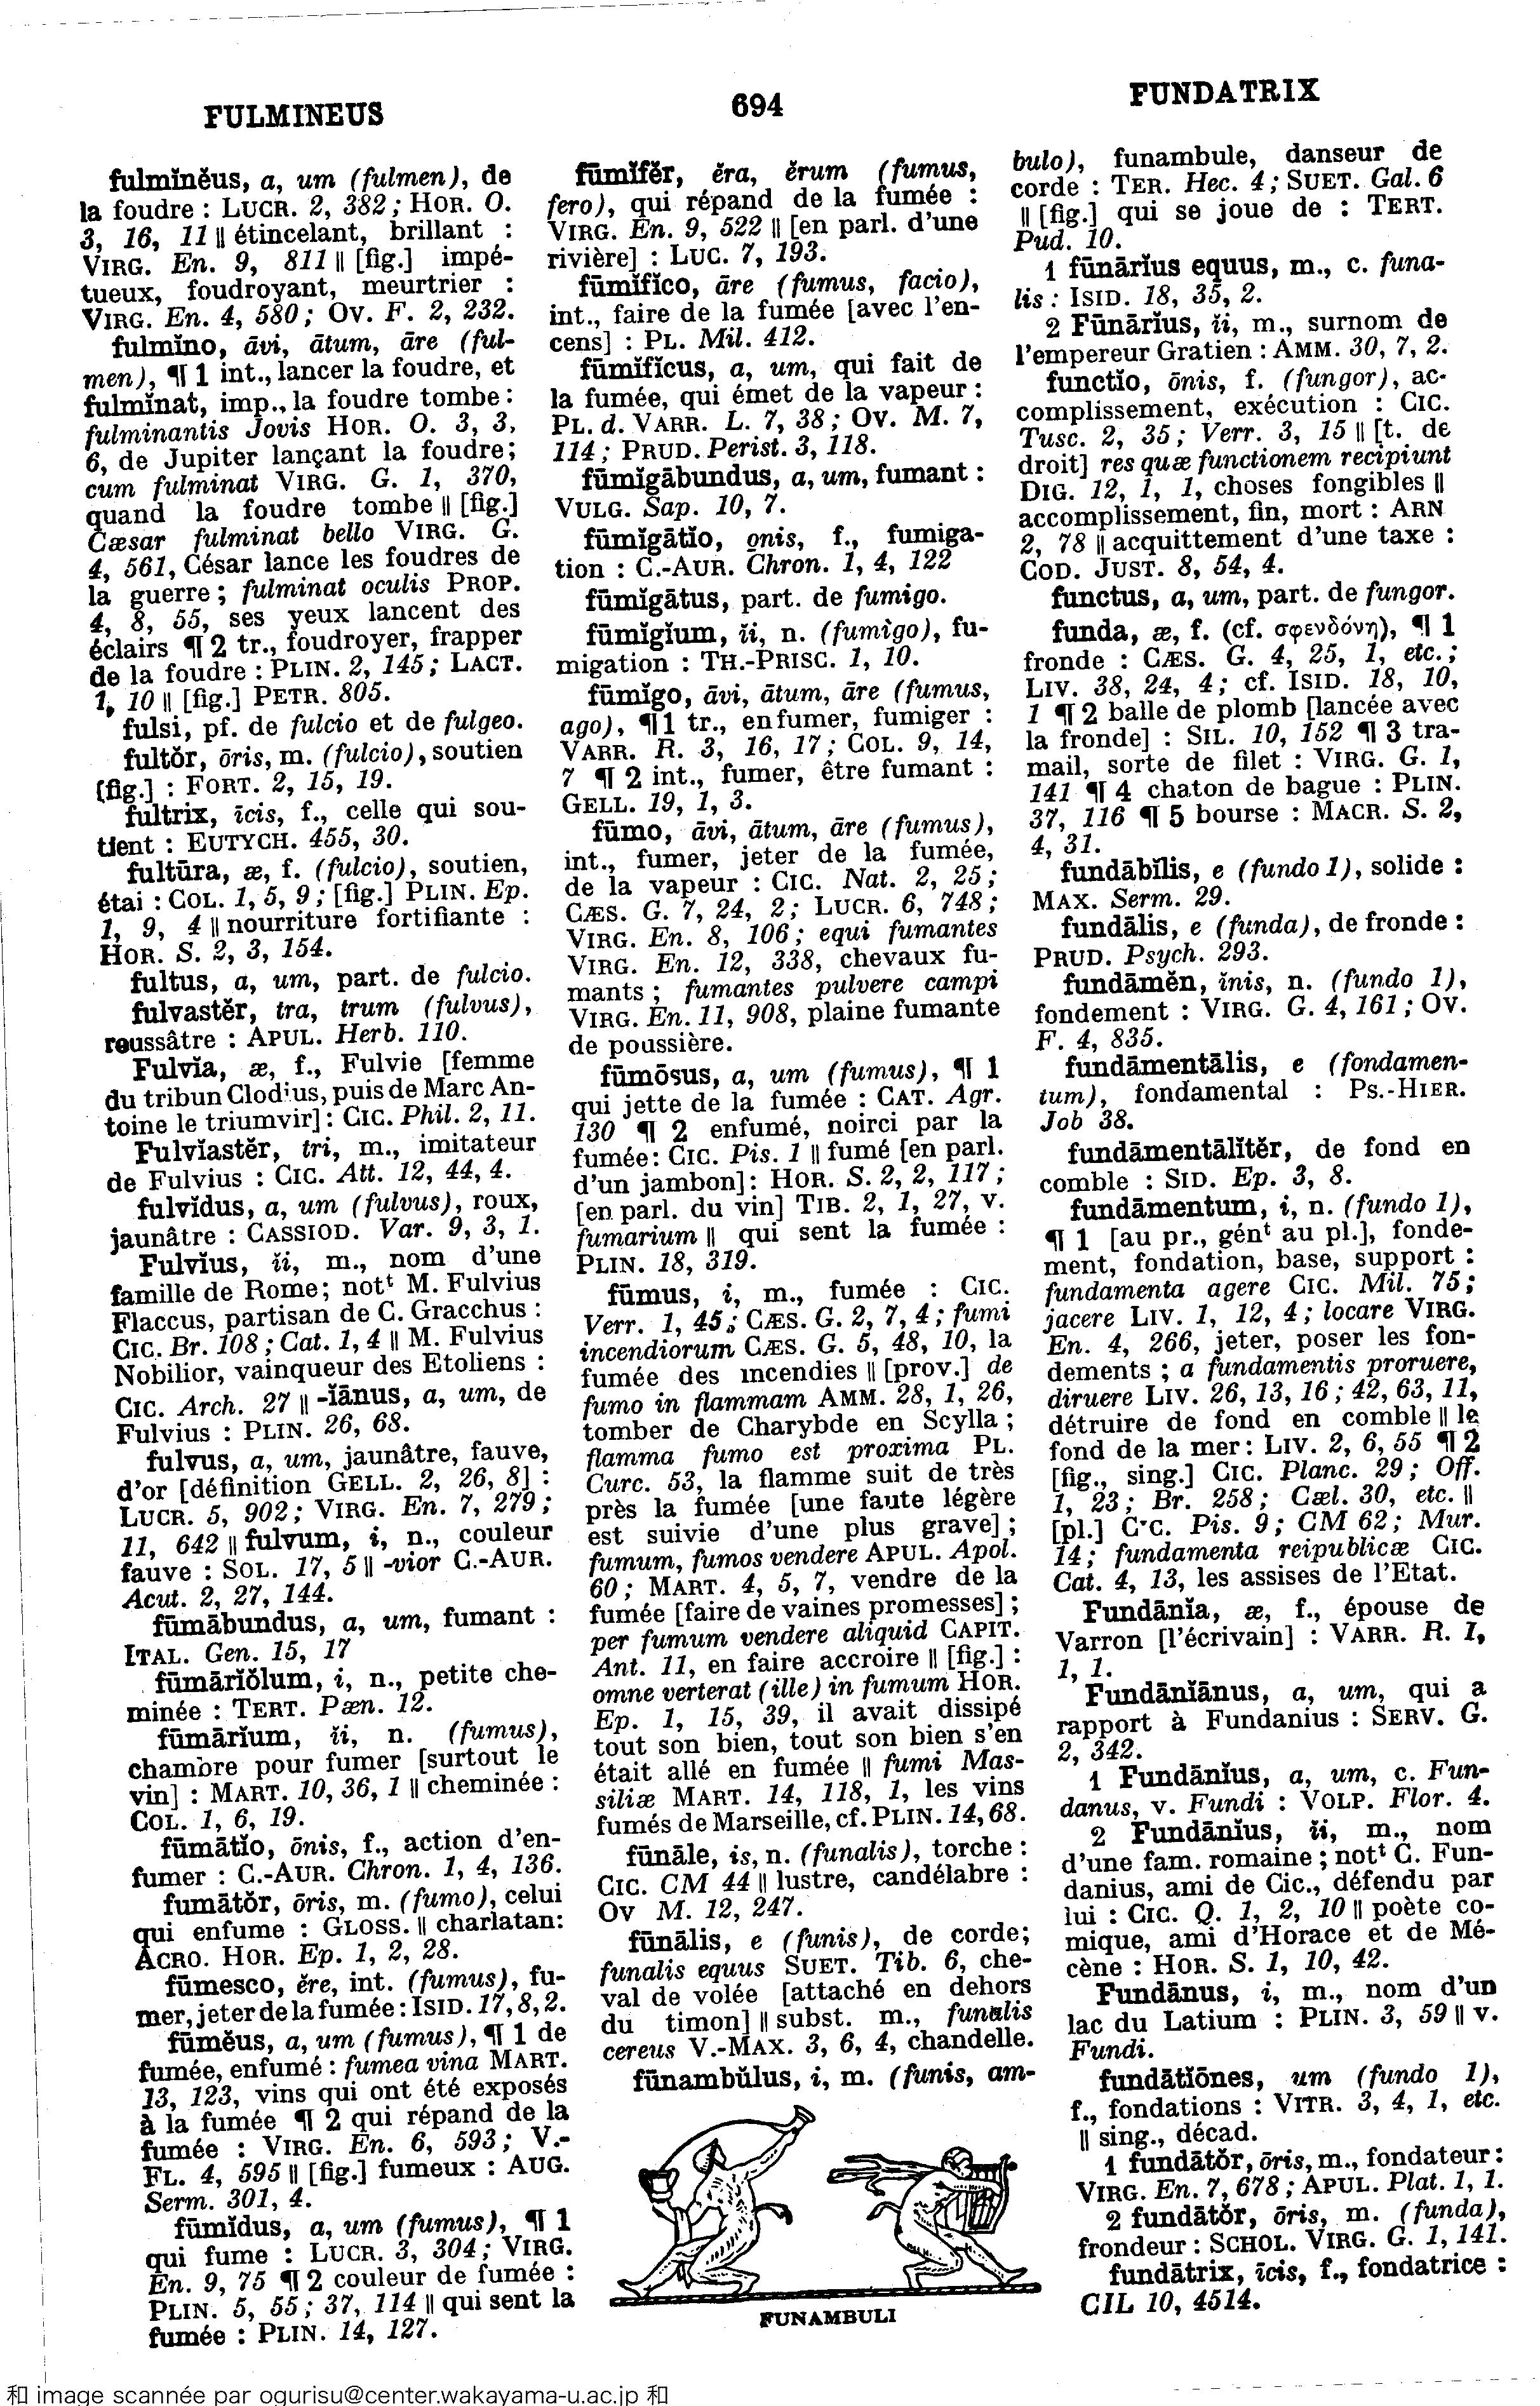 FULMINEUS
694
FUNDATRIX
fulmĭnĕus, a, um (fulmen), de
la foudre : LUCR. 2, 382; HOR. O.
3, 16, 11 || étincelant, brillant :
VIRG. En. 9, 811 || [fig.] impé-
tueux, foudroyant, meurtrier :
VIRG. En. 4, 580; OV. F. 2, 232.
fulmĭno, āvi, ātum, āre (ful-
men), ¶ 1 int., lancer la foudre, et
fulmĭnat, imp., la foudre tombe :
fulminantis Jovis HOR. O. 3, 3,
6, de Jupiter lançant la foudre;
cum fulminat VIRG. G. 1, 370,
quand la foudre tombe || [fig.]
Cæsar fulminat bello VIRG. G.
4, 561, César lance les foudres de
la guerre; fulminat oculis PROP.
4, 8, 55, ses yeux lancent des
éclairs ¶ 2 tr., foudroyer, frapper
de la foudre : PLIN. 2, 145; LACT.
1, 10 || [fig.] PETR. 805.
fulsi, pf. de fulcio et de fulgeo.
fultŏr, ōris, m. (fulcio), soutien
[fig.] : FORT. 2, 15, 19.
fultrix, īcis, f., celle qui sou-
tient : EUTYCH. 455, 30.
fultūra, æ, f. (fulcio), soutien,
étai : COL. 1, 5, 9; [fig.] PLIN. Ep.
1, 9, 4 || nourriture fortifiante :
HOR. S. 2, 3, 154.
fultus, a, um, part. de fulcio.
fulvastĕr, tra, trum (fulvus),
roussâtre : APUL. Herb. 110.
Fulvĭa, æ, f., Fulvie [femme
du tribun Clodius, puis de Marc An-
toine le triumvir] : CIC. Phil. 2, 11.
Fulvĭastĕr, tri, m., imitateur
de Fulvius : CIC. Att. 12, 44, 4.
fulvĭdus, a, um (fulvus), roux,
jaunâtre : CASSIOD. Var. 9, 3, 1.
Fulvĭus, ĭi, m., nom d'une
famille de Rome; notᵗ M. Fulvius
Flaccus, partisan de C. Gracchus :
CIC. Br. 108; Cat. 1, 4 || M. Fulvius
Nobilior, vainqueur des Etoliens :
CIC. Arch. 27 || -ĭānus, a, um, de
Fulvius : PLIN. 26, 68.
fulvus, a, um, jaunâtre, fauve,
d'or [définition GELL. 2, 26, 8] :
LUCR. 5, 902; VIRG. En. 7, 279;
11, 642 || fulvum, i, n., couleur
fauve : SOL. 17, 5 || -vior C.-AUR.
Acut. 2, 27, 144.
fūmābundus, a, um, fumant :
ITAL. Gen. 15, 17
fūmārĭŏlum, i, n., petite che-
minée : TERT. Pæn. 12.
fūmārĭum, ĭi, n. (fumus),
chambre pour fumer [surtout le
vin] : MART. 10, 36, 1 || cheminée :
COL. 1, 6, 19.
fūmātĭo, ōnis, f., action d'en-
fumer : C.-AUR. Chron. 1, 4, 136.
fumātŏr, ōris, m. (fumo), celui
qui enfume : GLOSS. || charlatan:
ACRO. HOR. Ep. 1, 2, 28.
fūmesco, ĕre, int. (fumus), fu-
mer, jeter de la fumée : ISID. 17, 8, 2.
fūmĕus, a, um (fumus), ¶ 1 de
fumée, enfumé : fumea vina MART.
13, 123, vins qui ont été exposés
à la fumée ¶ 2 qui répand de la
fumée : VIRG. En. 6, 593; V.-
FL. 4, 595 || [fig.] fumeux : AUG.
Serm. 301, 4.
fūmĭdus, a, um (fumus), ¶ 1
qui fume : LUCR. 3, 304; VIRG.
En. 9, 75 ¶ 2 couleur de fumée :
PLIN. 5, 55; 37, 114 || qui sent la
fumée : PLIN. 14, 127.
fūmĭfĕr, ĕra, ĕrum (fumus,
fero), qui répand de la fumée :
VIRG. En. 9, 522 || [en parl. d'une
rivière] : LUC. 7, 193.
fūmĭfĭco, āre (fumus, facio),
int., faire de la fumée [avec l'en-
cens] : PL. Mil. 412.
fūmĭfĭcus, a, um, qui fait de
la fumée, qui émet de la vapeur :
PL. d. VARR. L. 7, 38; OV. M. 7,
114; PRUD. Perist. 3, 118.
fūmĭgābundus, a, um, fumant :
VULG. Sap. 10, 7.
fūmĭgātĭo, onis, f., fumiga-
tion : C.-AUR. Chron. 1, 4, 122
fūmĭgātus, part. de fumigo.
fūmĭgĭum, ĭi, n. (fumigo), fu-
migation : TH.-PRISC. 1, 10.
fūmĭgo, āvi, ātum, āre (fumus,
ago), ¶ 1 tr., enfumer, fumiger :
VARR. R. 3, 16, 17; COL. 9, 14,
7 ¶ 2 int., fumer, être fumant :
GELL. 19, 1, 3.
fūmo, āvi, ātum, āre (fumus),
int., fumer, jeter de la fumée,
de la vapeur : CIC. Nat. 2, 25;
CÆS. G. 7, 24, 2; LUCR. 6, 748;
VIRG. En. 8, 106; equi fumantes
VIRG. En. 12, 338, chevaux fu-
mants; fumantes pulvere campi
VIRG. En. 11, 908, plaine fumante
de poussière.
fūmōsus, a, um (fumus), ¶ 1
qui jette de la fumée : CAT. Agr.
130 ¶ 2 enfumé, noirci par la
fumée: CIC. Pis. 1 || fumé [en parl.
d'un jambon]: HOR. S. 2, 2, 117;
[en parl. du vin] TIB. 2, 1, 27, v.
fumarium || qui sent la fumée :
PLIN. 18, 319.
fūmus, i, m., fumée : CIC.
Verr. 1, 45; CÆS. G. 2, 7, 4; fumi
incendiorum CÆS. G. 5, 48, 10, la
fumée des incendies || [prov.] de
fumo in flammam AMM. 28, 1, 26,
tomber de Charybde en Scylla;
flamma fumo est proxima PL.
Curc. 53, la flamme suit de très
près la fumée [une faute légère
est suivie d'une plus grave];
fumum, fumos vendere APUL. Apol.
60; MART. 4, 5, 7, vendre de la
fumée [faire de vaines promesses];
per fumum vendere aliquid CAPIT.
Ant. 11, en faire accroire || [fig.] :
omne verterat (ille) in fumum HOR.
Ep. 1, 15, 39, il avait dissipé
tout son bien, tout son bien s'en
était allé en fumée || fumi Mas-
siliæ MART. 14, 118, 1, les vins
fumés de Marseille, cf. PLIN. 14, 68.
fūnāle, is, n. (funalis), torche :
CIC. CM 44 || lustre, candélabre :
OV M. 12, 247.
fūnālis, e (funis), de corde;
funalis equus SUET. Tib. 6, che-
val de volée [attaché en dehors
du timon] || subst. m., funalis
cereus V.-MAX. 3, 6, 4, chandelle.
fūnambŭlus, i, m. (funis, am-
FUNAMBULI
bulo), funambule, danseur de
corde : TER. Hec. 4; SUET. Gal. 6
|| [fig.] qui se joue de : TERT.
Pud. 10.
1 fūnārĭus equus, m., c. funa-
lis : ISID. 18, 35, 2.
2 Fūnārĭus, ĭi, m., surnom de
l'empereur Gratien : AMM. 30, 7, 2.
functĭo, ōnis, f. (fungor), ac-
complissement, exécution : CIC.
Tusc. 2, 35; Verr. 3, 15 || [t. de
droit] res quæ functionem recipiunt
DIG. 12, 1, 1, choses fongibles ||
accomplissement, fin, mort : ARN
2, 78 || acquittement d'une taxe :
COD. JUST. 8, 54, 4.
functus, a, um, part. de fungor.
funda, æ, f. (cf. σφενδόνη), ¶ 1
fronde : CÆS. G. 4, 25, 1, etc.;
LIV. 38, 24, 4; cf. ISID. 18, 10,
1 ¶ 2 balle de plomb [lancée avec
la fronde] : SIL. 10, 152 ¶ 3 tra-
mail, sorte de filet : VIRG. G. 1,
141 ¶ 4 chaton de bague : PLIN.
37, 116 ¶ 5 bourse : MACR. S. 2,
4, 31.
fundābĭlis, e (fundo 1), solide :
MAX. Serm. 29.
fundālis, e (funda), de fronde :
PRUD. Psych. 293.
fundāmĕn, ĭnis, n. (fundo 1),
fondement : VIRG. G. 4, 161; OV.
F. 4, 835.
fundāmentālis, e (fondamen-
tum), fondamental : PS.-HIER.
Job 38.
fundāmentālĭtĕr, de fond en
comble : SID. Ep. 3, 8.
fundāmentum, i, n. (fundo 1),
¶ 1 [au pr., génᵗ au pl.], fonde-
ment, fondation, base, support :
fundamenta agere CIC. Mil. 75;
jacere LIV. 1, 12, 4; locare VIRG.
En. 4, 266, jeter, poser les fon-
dements; a fundamentis proruere,
diruere LIV. 26, 13, 16; 42, 63, 11,
détruire de fond en comble || le
fond de la mer: LIV. 2, 6, 55 ¶ 2
[fig., sing.] CIC. Planc. 29; Off.
1, 23; Br. 258; Cæl. 30, etc. ||
[pl.] CIC. Pis. 9; CM 62; Mur.
14; fundamenta reipublicæ CIC.
Cat. 4, 13, les assises de l'Etat.
Fundānĭa, æ, f., épouse de
Varron [l'écrivain] : VARR. R. 1,
1, 1.
Fundānĭānus, a, um, qui a
rapport à Fundanius : SERV. G.
2, 342.
1 Fundānĭus, a, um, c. Fun-
danus, v. Fundi : VOLP. Flor. 4.
2 Fundānĭus, ĭi, m., nom
d'une fam. romaine; notᵗ C. Fun-
danius, ami de Cic., défendu par
lui : CIC. Q. 1, 2, 10 || poète co-
mique, ami d'Horace et de Mé-
cène : HOR. S. 1, 10, 42.
Fundānus, i, m., nom d'un
lac du Latium : PLIN. 3, 59 || v.
Fundi.
fundātĭōnes, um (fundo 1),
f., fondations : VITR. 3, 4, 1, etc.
|| sing., décad.
1 fundātŏr, ōris, m., fondateur:
VIRG. En. 7, 678; APUL. Plat. 1, 1.
2 fundātŏr, ōris, m. (funda),
frondeur : SCHOL. VIRG. G. 1, 141.
fundātrix, īcis, f., fondatrice :
CIL 10, 4514.
和 image scannée par ogurisu@center.wakayama-u.ac.jp 和